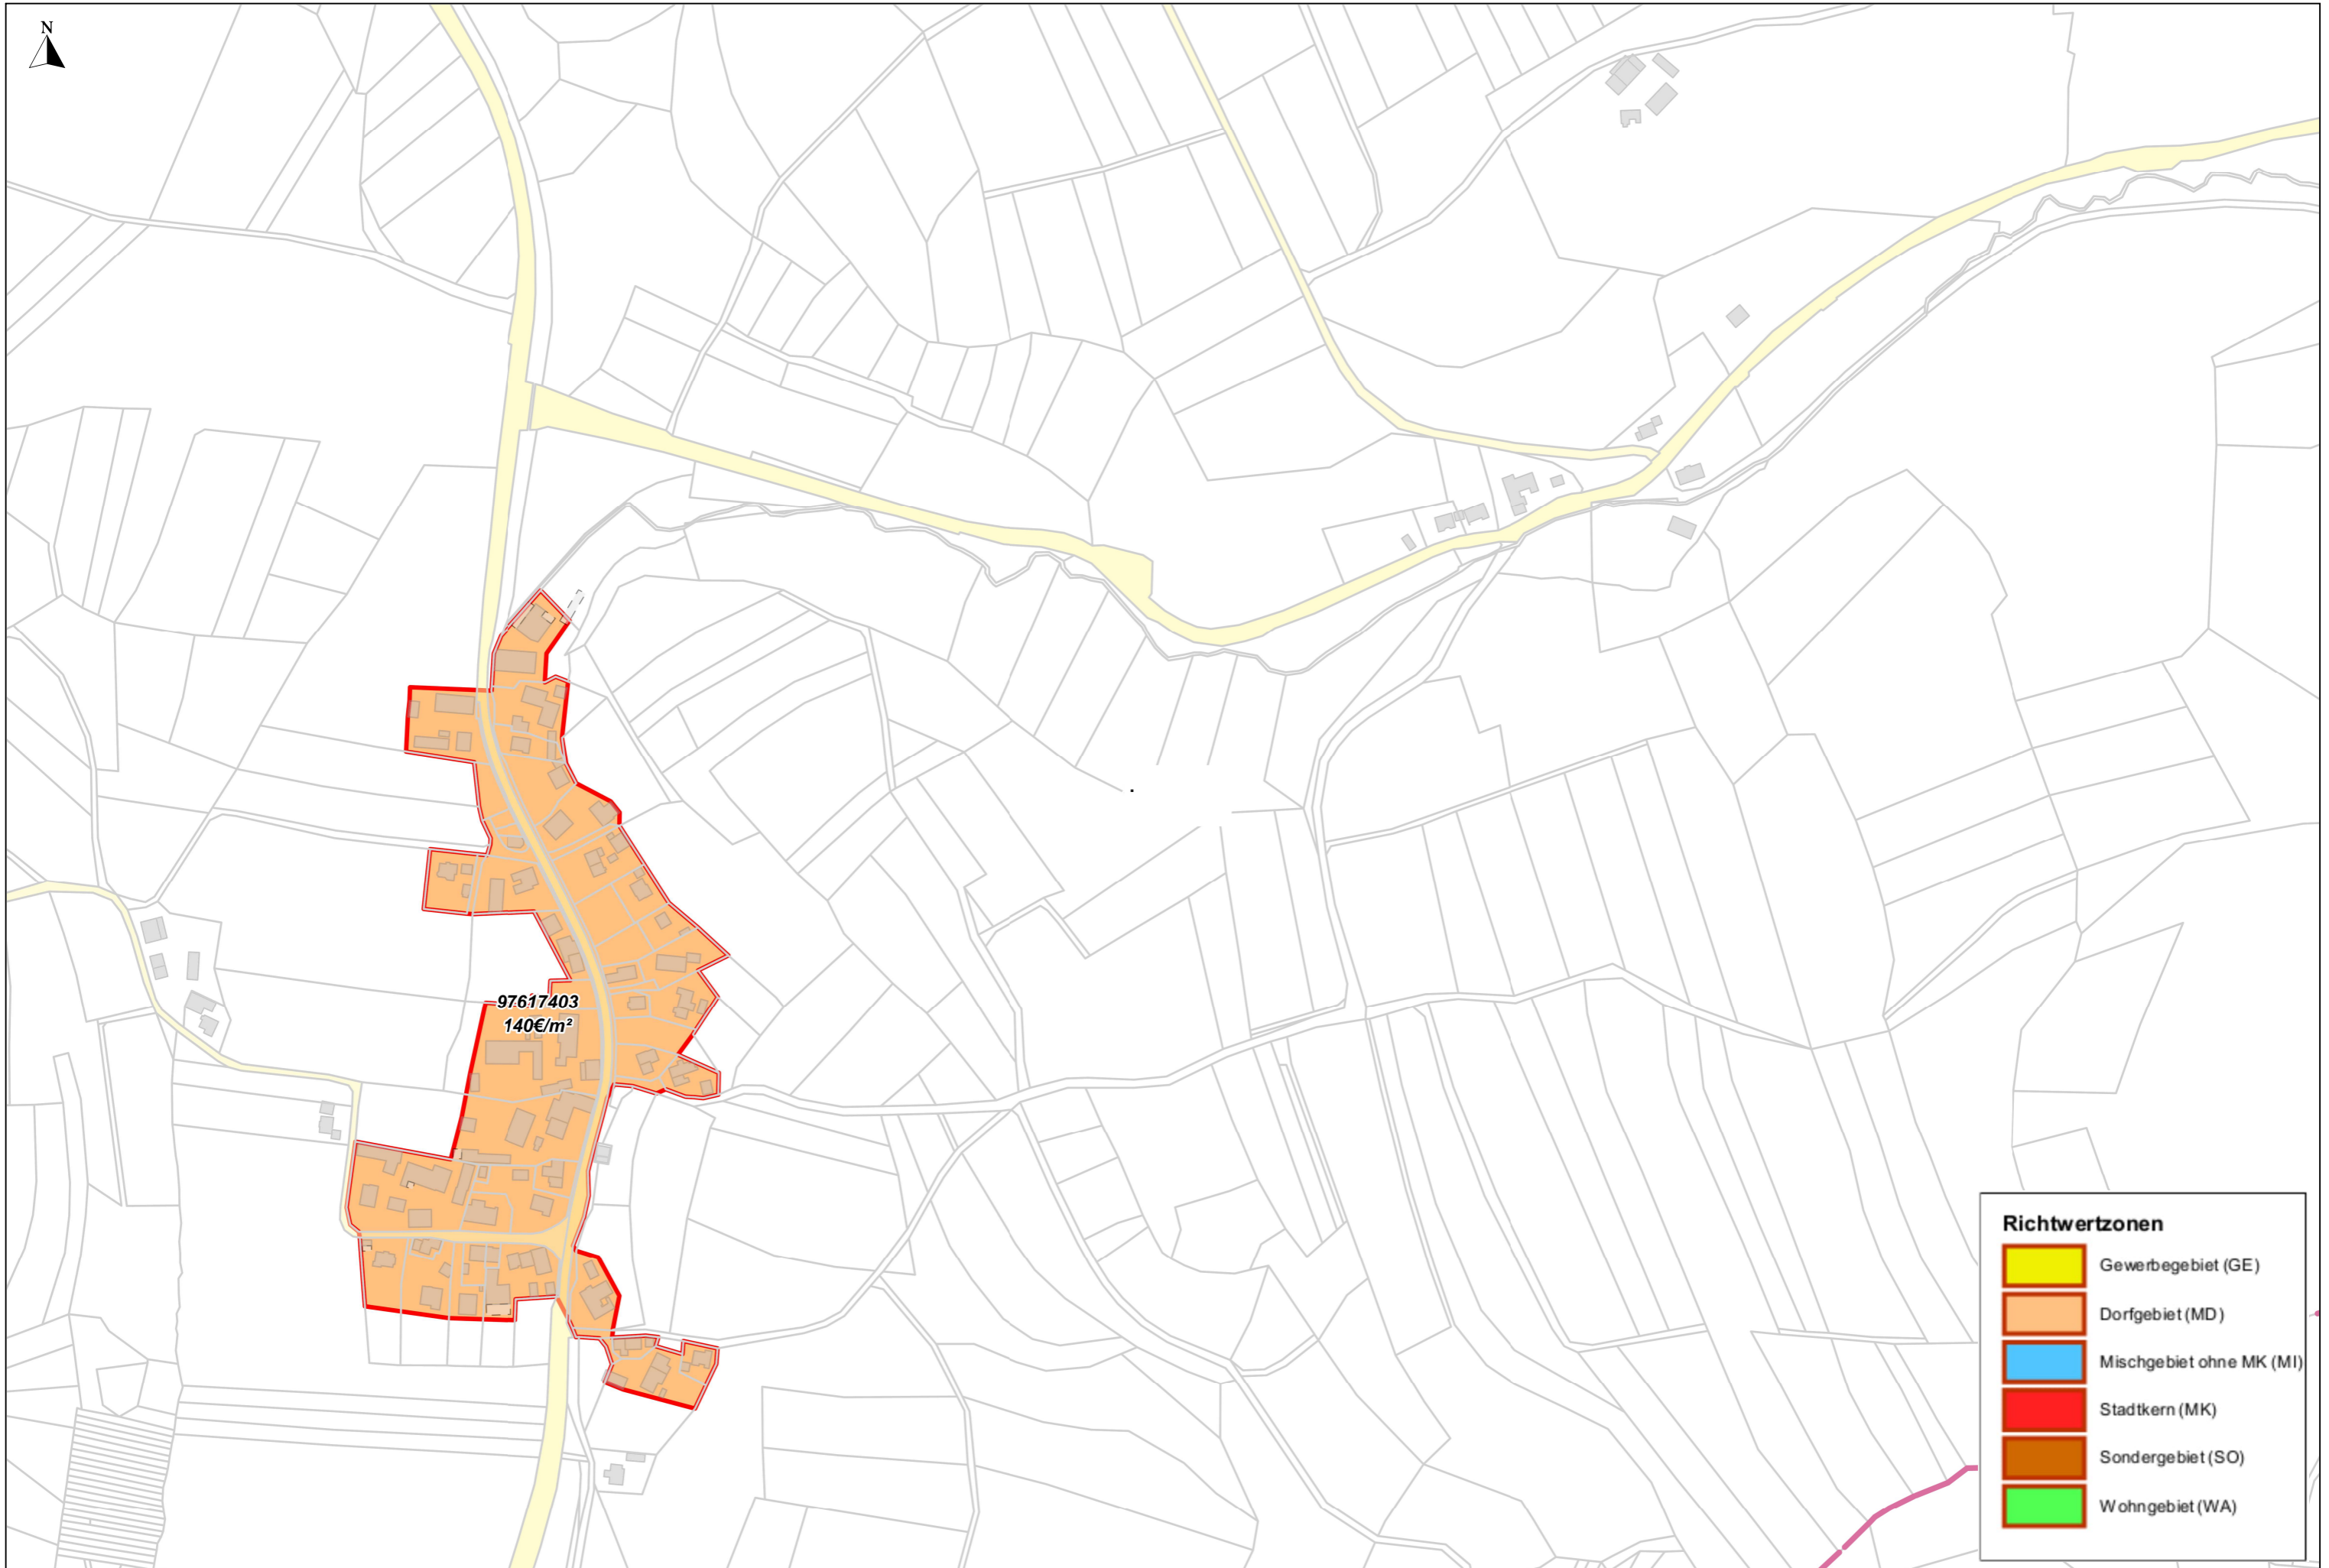 N
97617403
140€/m²
Richtwertzonen
Gewerbegebiet (GE)
Dorfgebiet (MD)
Mischgebiet ohne MK (MI)
Stadtkern (MK)
Sondergebiet (SO)
Wohngebiet (WA)